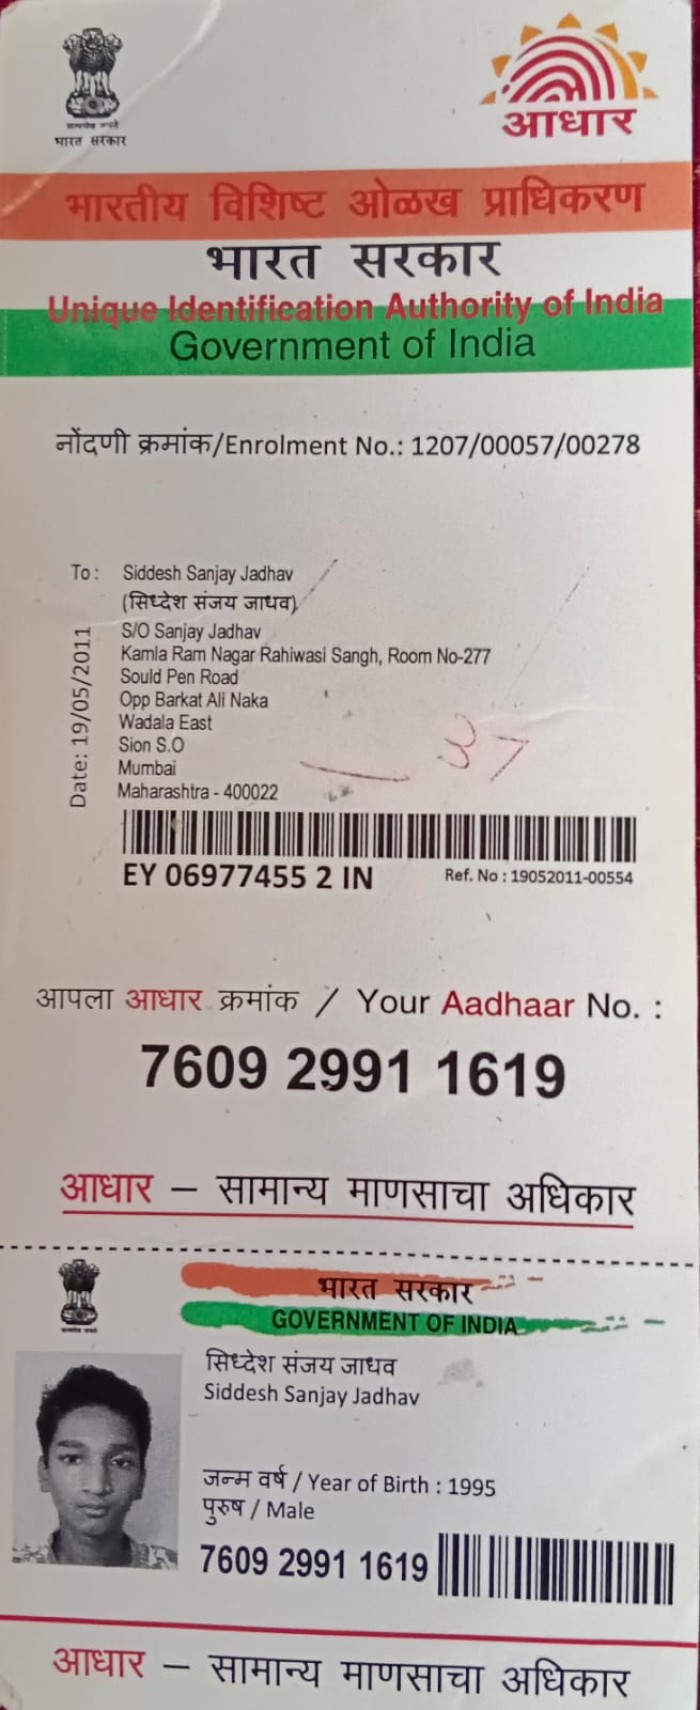 भारत सरकार
आधार
भारतीय विशिष्ट ओळख प्राधिकरण
भारत सरकार
Unique Identification Authority of India
Government of India
नोंदणी क्रमांक/Enrolment No.: 1207/00057/00278
To: Siddesh Sanjay Jadhav
(सिध्देश संजय जाधव)
S/O Sanjay Jadhav
Kamla Ram Nagar Rahiwasi Sangh, Room No-277
Sould Pen Road
Opp Barkat Ali Naka
Wadala East
Sion S.O
Mumbai
Maharashtra - 400022
Date: 19/05/2011
37
EY 06977455 2 IN
Ref. No : 19052011-00554
आपला आधार क्रमांक / Your Aadhaar No. :
7609 2991 1619
आधार – सामान्य माणसाचा अधिकार
भारत सरकार
GOVERNMENT OF INDIA
सिध्देश संजय जाधव
Siddesh Sanjay Jadhav
जन्म वर्ष / Year of Birth : 1995
पुरुष / Male
7609 2991 1619
आधार – सामान्य माणसाचा अधिकार